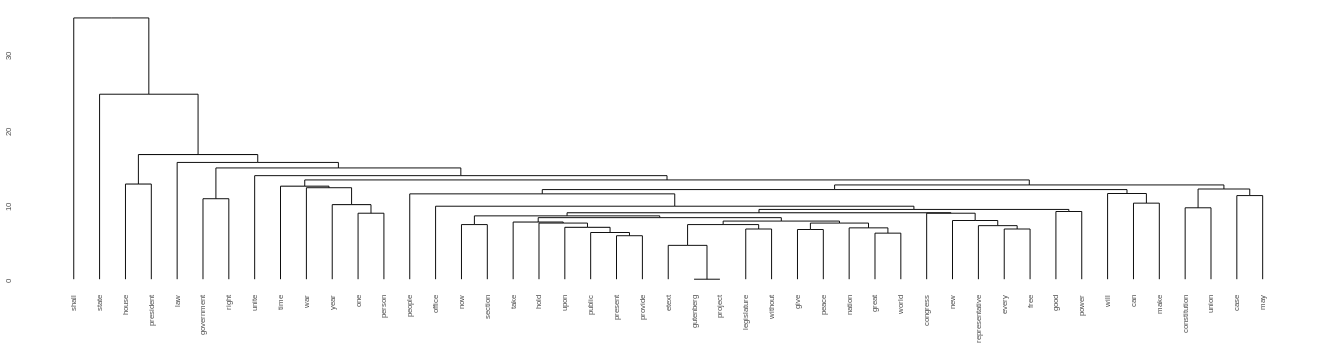 30
20
10
0
shall
state
house
president
law
government
right
unite
time
war
year
one
person
people
office
now
section
take
hold
upon
public
present
provide
etext
gutenberg
project
legislature
without
give
peace
nation
great
world
congress
new
representative
every
free
good
power
will
can
make
constitution
union
case
may